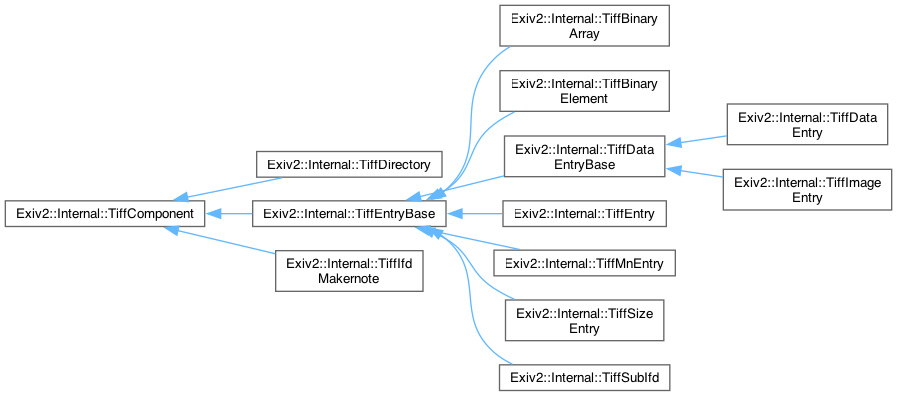 Exiv2::Internal::TiffBinary
Array
Exiv2::Internal::TiffBinary
Element
Exiv2::Internal::TiffData
Entry
Exiv2::Internal::TiffData
EntryBase
Exiv2::Internal::TiffDirectory
Exiv2::Internal::TiffImage
Entry
Exiv2::Internal::TiffComponent
Exiv2::Internal::TiffEntryBase
Exiv2::Internal::TiffEntry
Exiv2::Internal::TiffIfd
Makernote
Exiv2::Internal::TiffMnEntry
Exiv2::Internal::TiffSize
Entry
Exiv2::Internal::TiffSubIfd